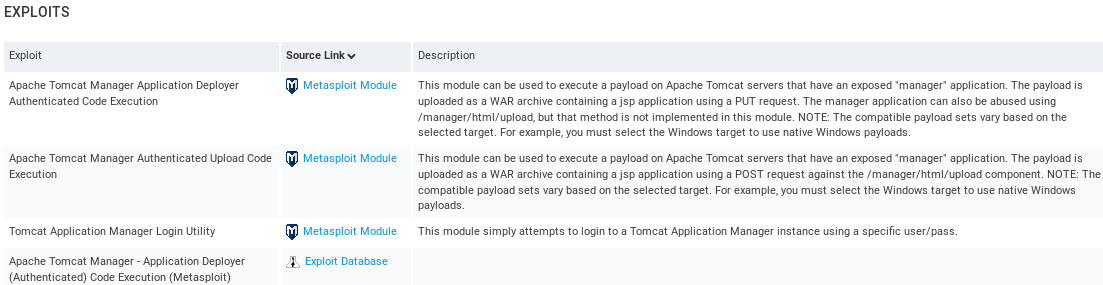 EXPLOITS
Exploit Source Link Description
Apache Tomcat Manager Application Deployer
Authenticated Code Execution
Metasploit Module
This module can be used to execute a payload on Apache Tomcat servers that have an exposed "manager" application. The payload is
uploaded as a WAR archive containing a jsp application using a PUT request. The manager application can also be abused using
/manager/html/upload, but that method is not implemented in this module. NOTE: The compatible payload sets vary based on the
selected target. For example, you must select the Windows target to use native Windows payloads.
Apache Tomcat Manager Authenticated Upload Code
Execution
Metasploit Module
This module can be used to execute a payload on Apache Tomcat servers that have an exposed "manager" application. The payload is
uploaded as a WAR archive containing a jsp application using a POST request against the /manager/html/upload component. NOTE: The
compatible payload sets vary based on the selected target. For example, you must select the Windows target to use native Windows
payloads.
Tomcat Application Manager Login Utility
Metasploit Module
This module simply attempts to login to a Tomcat Application Manager instance using a specific user/pass.
Apache Tomcat Manager - Application Deployer
(Authenticated) Code Execution (Metasploit)
Exploit Database